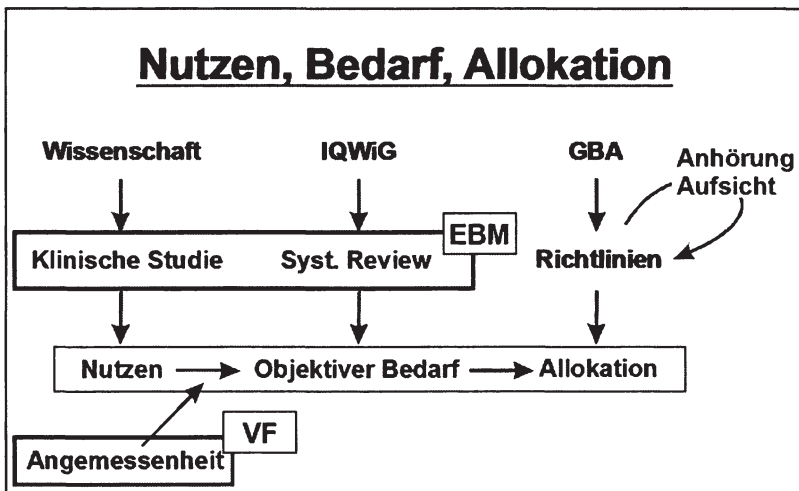 Nutzen, Bedarf, Allokation
Wissenschaft
IQWiG
GBA
Anhörung
Aufsicht
EBM
Klinische Studie
Syst. Review
Richtlinien
Nutzen
Objektiver Bedarf
Allokation
VF
Angemessenheit